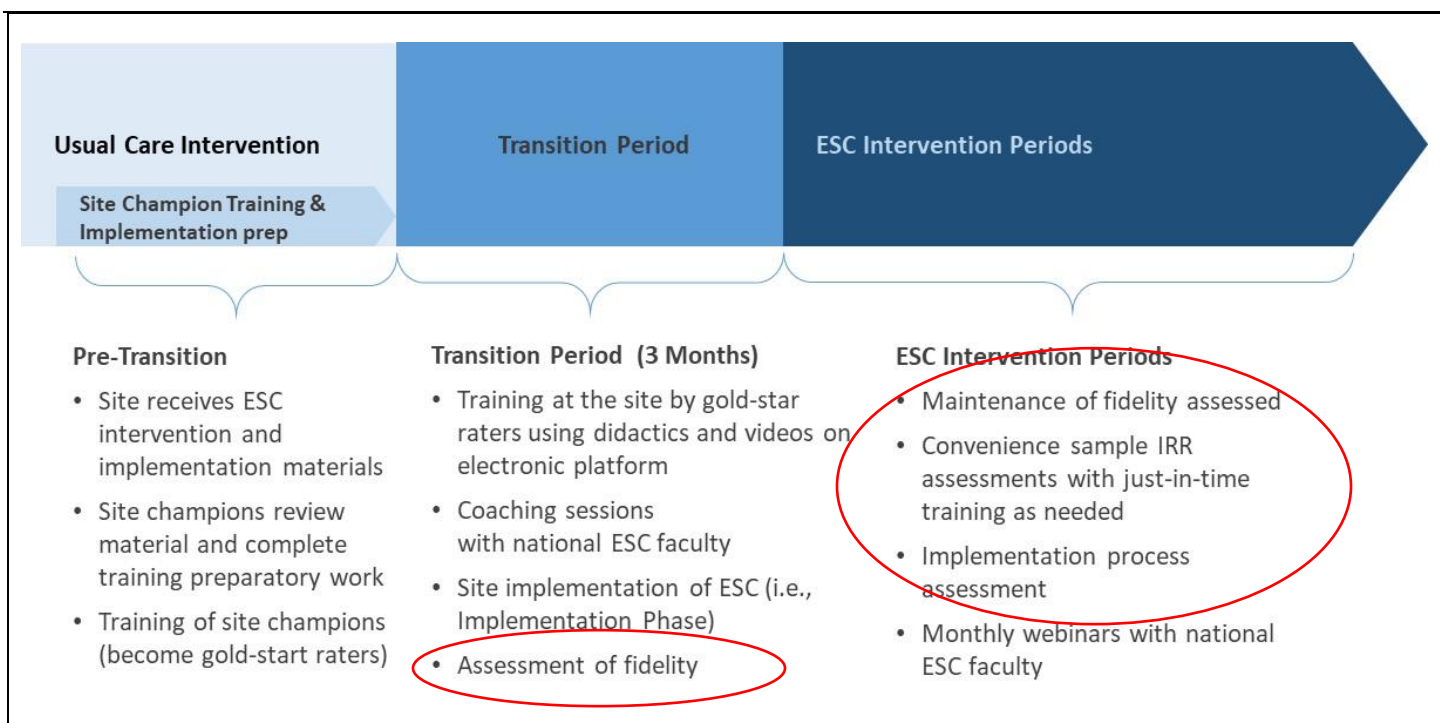 Usual Care Intervention
Site Champion Training &
Implementation prep
Transition Period
ESC Intervention Periods
Pre-Transition
• Site receives ESC
intervention and
implementation materials
• Site champions review
material and complete
training preparatory work
• Training of site champions
(become gold-start raters)
Transition Period (3 Months)
• Training at the site by gold-star
raters using didactics and videos on
electronic platform
• Coaching sessions
with national ESC faculty
• Site implementation of ESC (i.e.,
Implementation Phase)
• Assessment of fidelity
ESC Intervention Periods
• Maintenance of fidelity assessed
• Convenience sample IRR
assessments with just-in-time
training as needed
• Implementation process
assessment
• Monthly webinars with national
ESC faculty